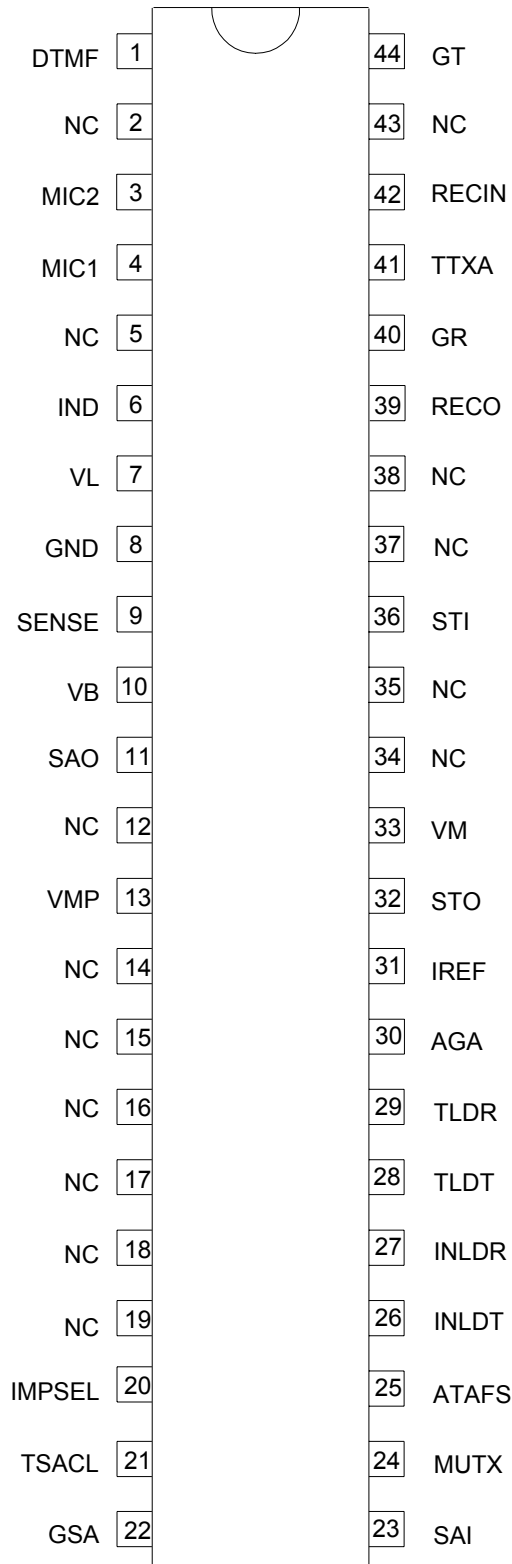 DTMF 1 44 GT
NC 2 43 NC
MIC2 3 42 RECIN
MIC1 4 41 TTXA
NC 5 40 GR
IND 6 39 RECO
VL 7 38 NC
GND 8 37 NC
SENSE 9 36 STI
VB 10 35 NC
SAO 11 34 NC
NC 12 33 VM
VMP 13 32 STO
NC 14 31 IREF
NC 15 30 AGA
NC 16 29 TLDR
NC 17 28 TLDT
NC 18 27 INLDR
NC 19 26 INLDT
IMPSEL 20 25 ATAFS
TSACL 21 24 MUTX
GSA 22 23 SAI